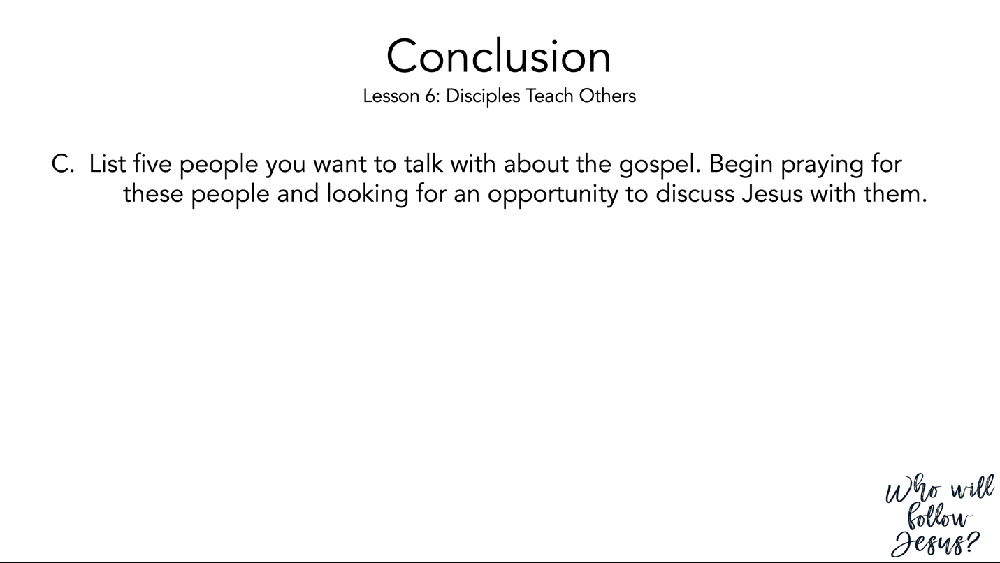 Conclusion
Lesson 6: Disciples Teach Others
C. List five people you want to talk with about the gospel. Begin praying for
these people and looking for an opportunity to discuss Jesus with them.
Who will
follow
Jesus?